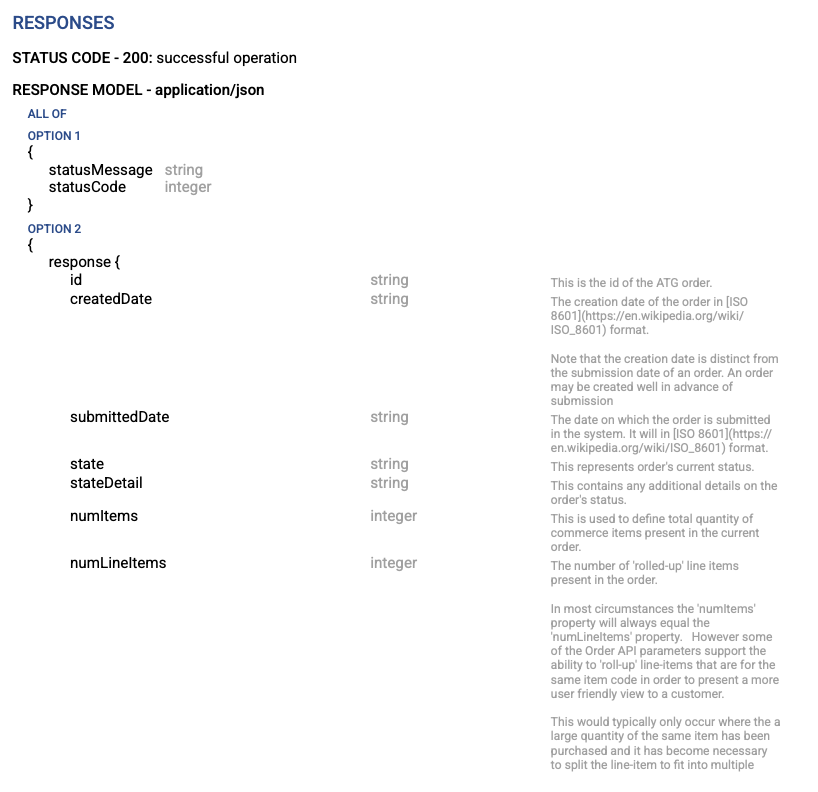 RESPONSES
STATUS CODE - 200: successful operation
RESPONSE MODEL - application/json
ALL OF
OPTION 1
{
statusMessage string
statusCode integer
}
OPTION 2
{
response {
id string This is the id of the ATG order.
createdDate string The creation date of the order in [ISO
8601](https://en.wikipedia.org/wiki/
ISO_8601) format.
Note that the creation date is distinct from
the submission date of an order. An order
may be created well in advance of
submission
submittedDate string The date on which the order is submitted
in the system. It will in [ISO 8601](https://
en.wikipedia.org/wiki/ISO_8601) format.
state string This represents order's current status.
stateDetail string This contains any additional details on the
order's status.
numItems integer This is used to define total quantity of
commerce items present in the current
order.
numLineItems integer The number of 'rolled-up' line items
present in the order.
In most circumstances the 'numItems'
property will always equal the
'numLineItems' property.   However some
of the Order API parameters support the
ability to 'roll-up' line-items that are for the
same item code in order to present a more
user friendly view to a customer.
This would typically only occur where the a
large quantity of the same item has been
purchased and it has become necessary
to split the line-item to fit into multiple